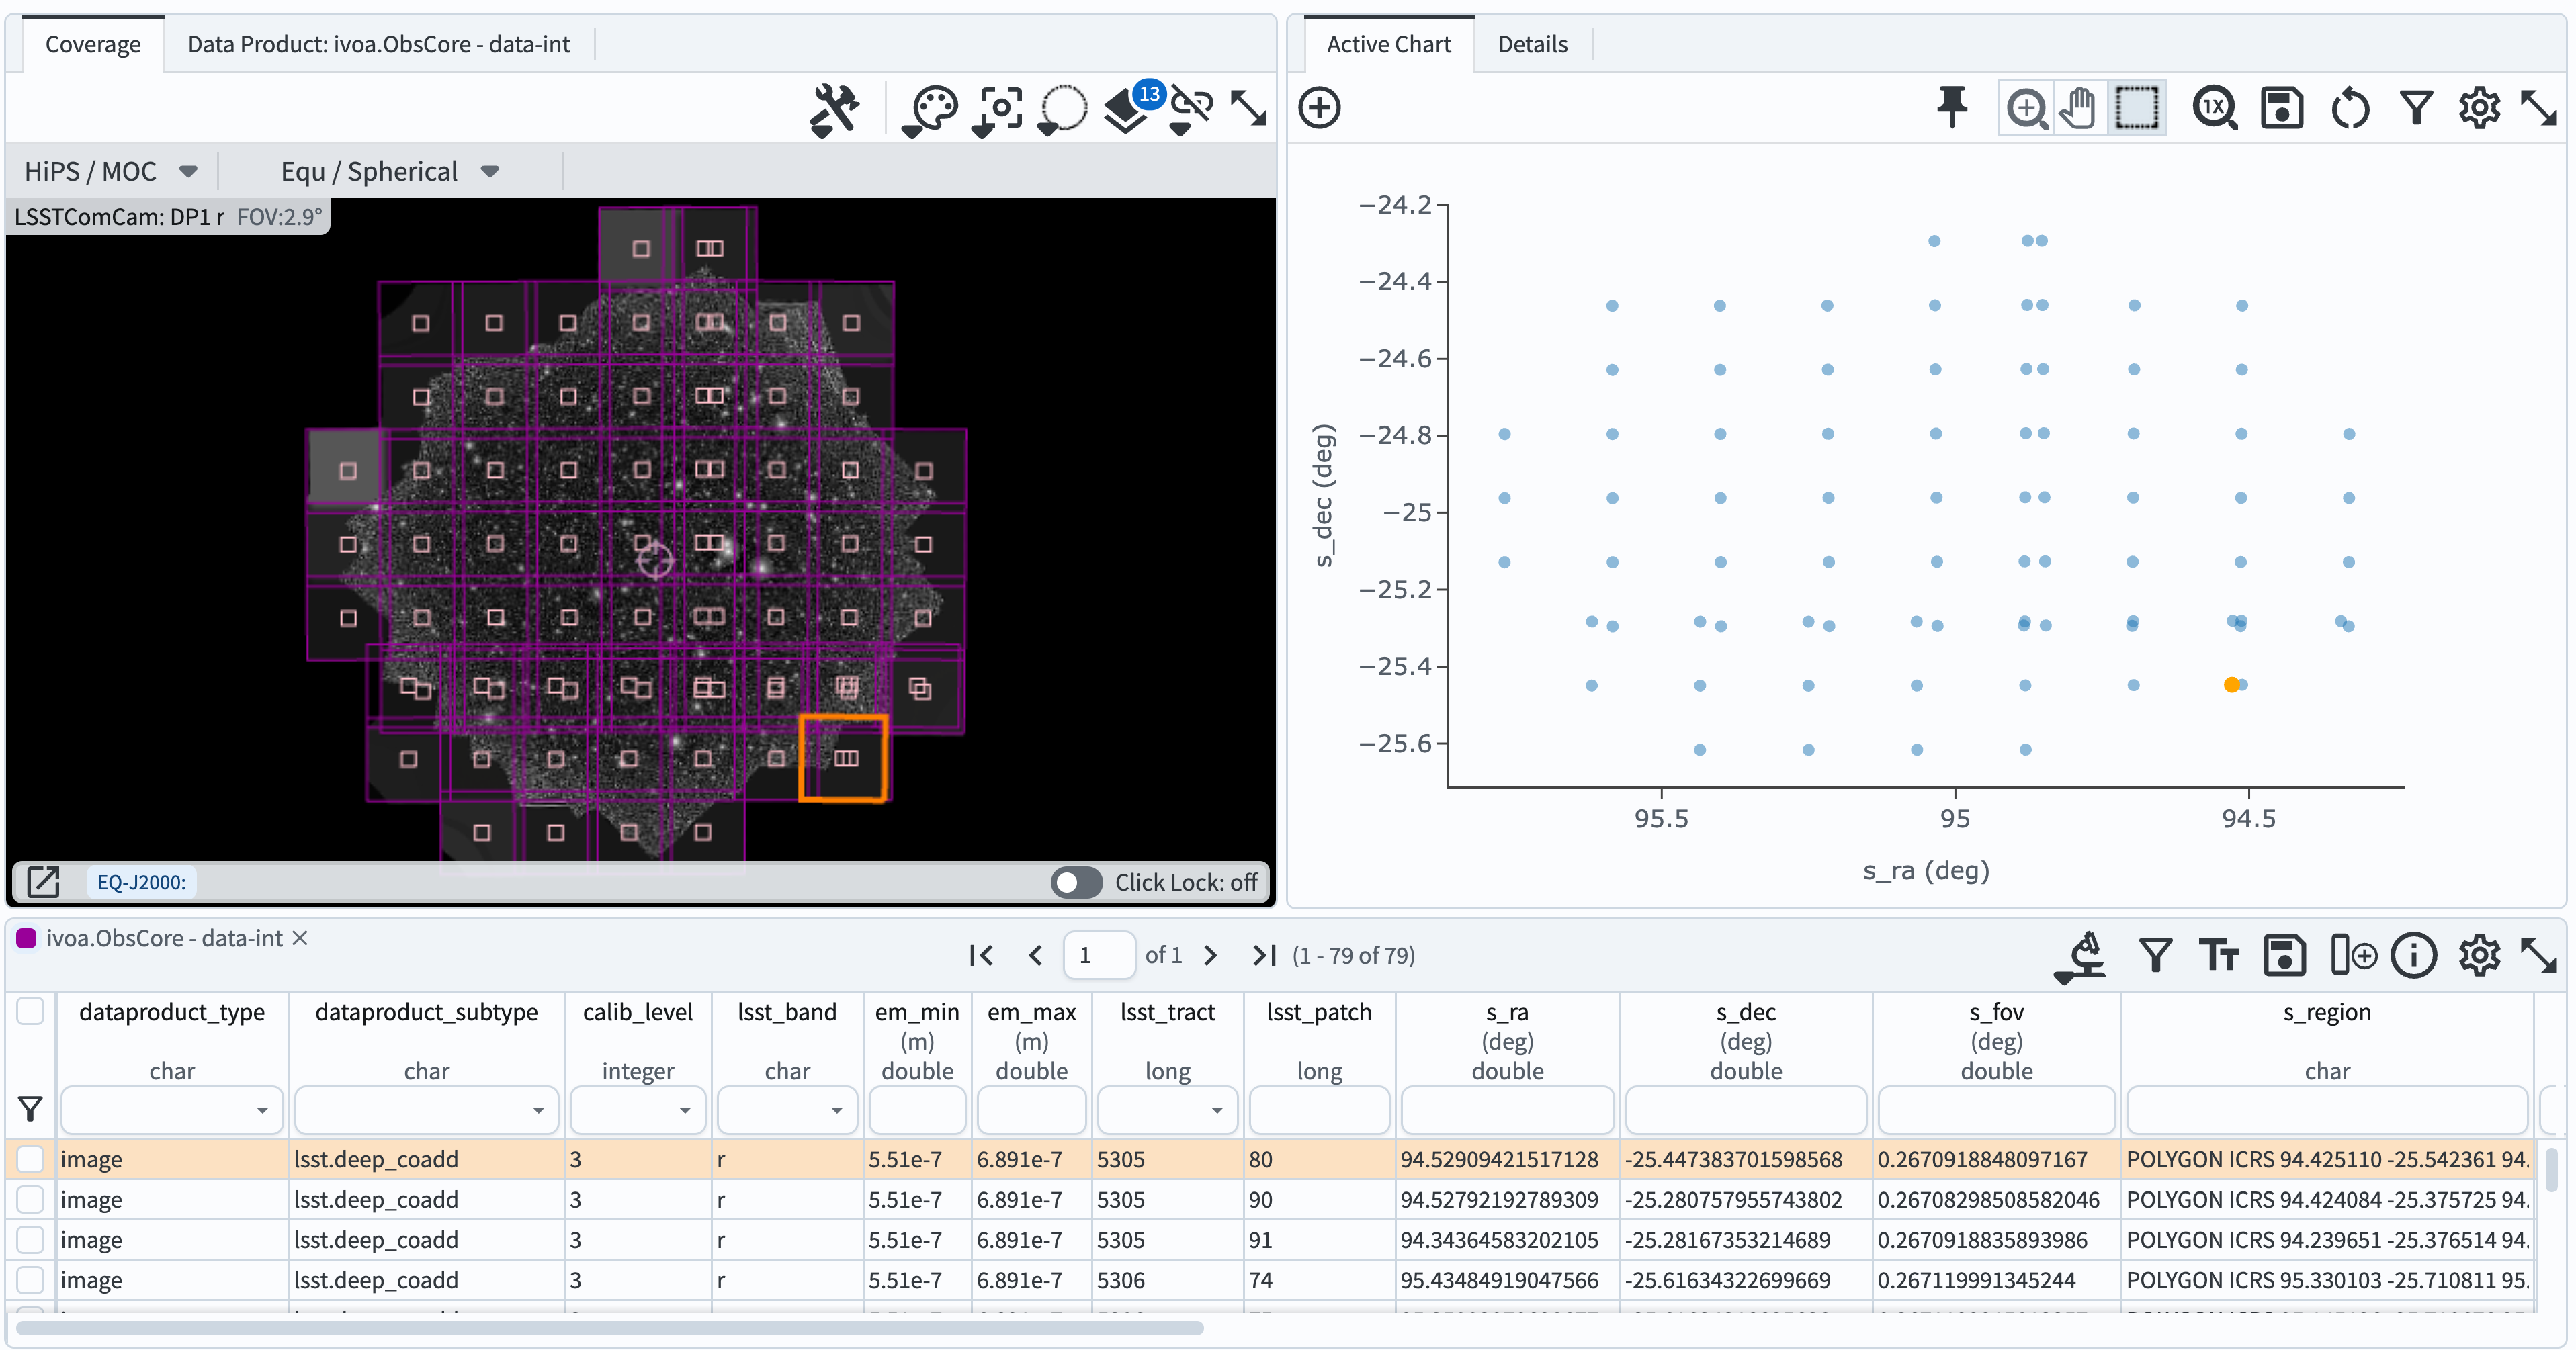 Coverage
Data Product: ivoa.ObsCore - data-int
13
HiPS / MOC
Equ / Spherical
LSSTComCam: DP1 r FOV:2.9°
EQ-J2000:
Click Lock: off
Active Chart
Details
1X
−24.2
−24.4
−24.6
−24.8
−25
−25.2
−25.4
−25.6
s_dec (deg)
95.5 95 94.5
s_ra (deg)
ivoa.ObsCore - data-int
1 of 1 (1 - 79 of 79)
dataproduct_type dataproduct_subtype calib_level lsst_band em_min em_max lsst_tract lsst_patch s_ra s_dec s_fov s_region
(m) (m) (deg) (deg) (deg)
char char integer char double double long long double double double char
image lsst.deep_coadd 3 r 5.51e-7 6.891e-7 5305 80 94.52909421517128 -25.447383701598568 0.2670918848097167 POLYGON ICRS 94.425110 -25.542361 94.
image lsst.deep_coadd 3 r 5.51e-7 6.891e-7 5305 90 94.52792192789309 -25.280757955743802 0.26708298508582046 POLYGON ICRS 94.424084 -25.375725 94.
image lsst.deep_coadd 3 r 5.51e-7 6.891e-7 5305 91 94.34364583202105 -25.28167353214689 0.2670918835893986 POLYGON ICRS 94.239651 -25.376514 94.
image lsst.deep_coadd 3 r 5.51e-7 6.891e-7 5306 74 95.43484919047566 -25.61634322699669 0.267119991345244 POLYGON ICRS 95.330103 -25.710811 95.